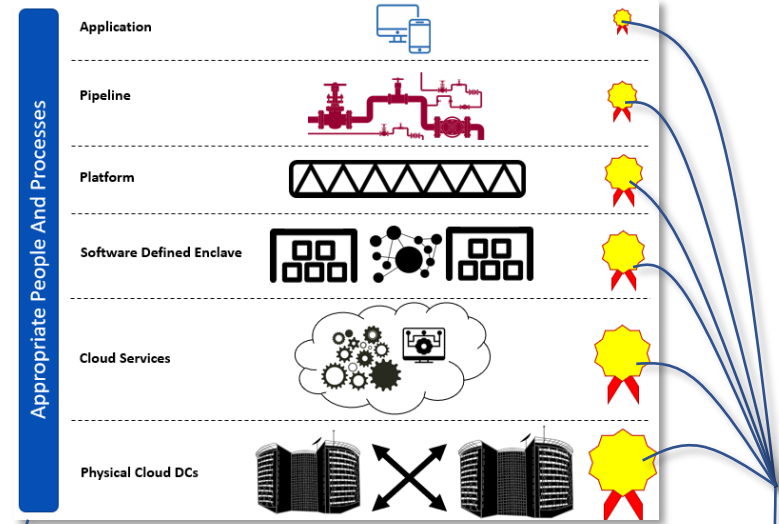 Appropriate People And Processes
Application
Pipeline
Platform
Software Defined Enclave
Cloud Services
Physical Cloud DCs